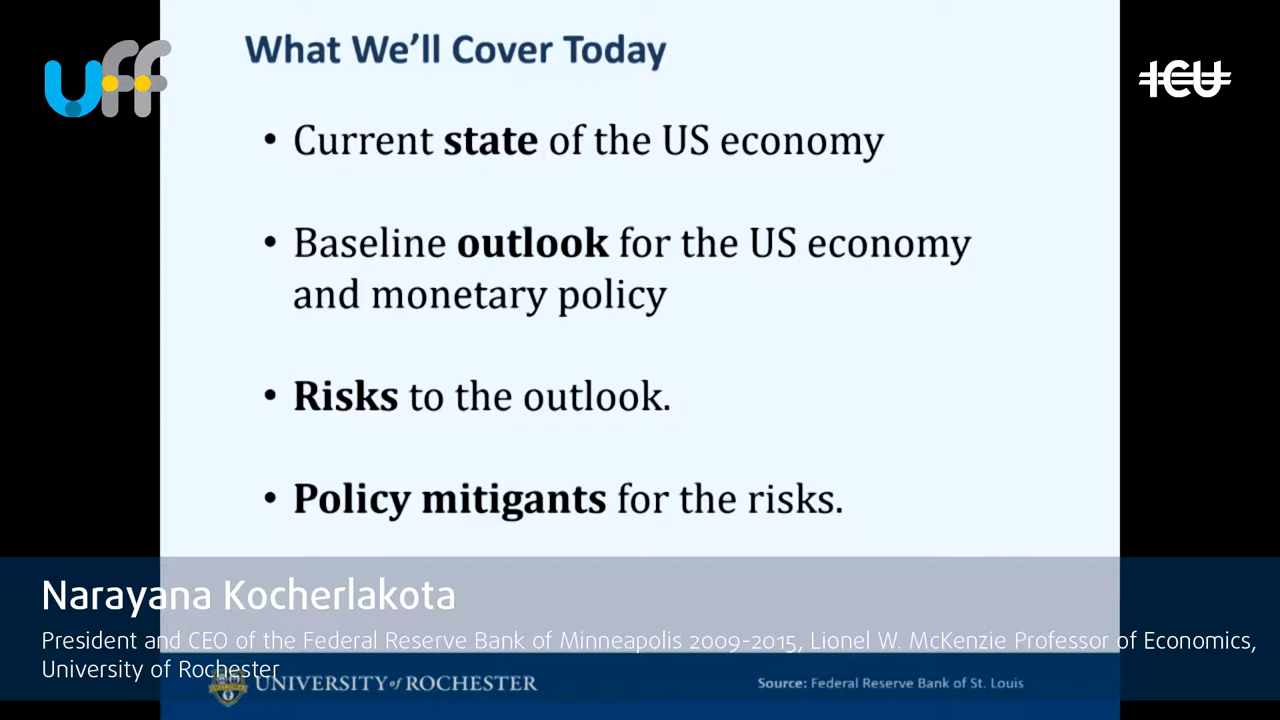 What We'll Cover Today
uff
ICU
• Current state of the US economy
• Baseline outlook for the US economy
and monetary policy
• Risks to the outlook.
• Policy mitigants for the risks.
Narayana Kocherlakota
President and CEO of the Federal Reserve Bank of Minneapolis 2009-2015, Lionel W. McKenzie Professor of Economics,
University of Rochester
UNIVERSITY of ROCHESTER
Source: Federal Reserve Bank of St. Louis